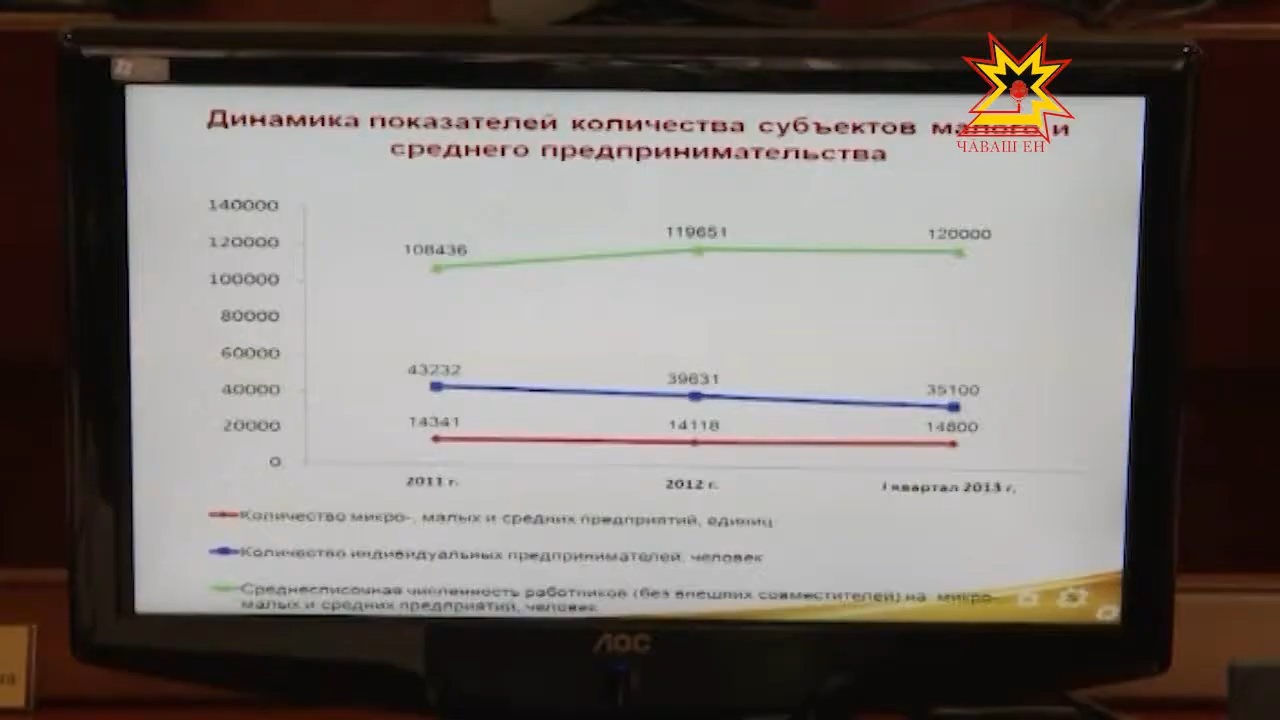 Динамика показателей количества субъектов малого и
среднего предпринимательства
ЧӐВАШ ЕН
140000
120000
100000
80000
60000
40000
20000
0
108436
119651
120000
43232
39631
35100
14341
14118
14800
2011 г.
2012 г.
I квартал 2013 г.
Количество микро-, малых и средних предприятий, единиц
Количество индивидуальных предпринимателей, человек
Среднесписочная численность работников (без внешних совместителей) на микро-
малых и средних предприятий, человек
AOC